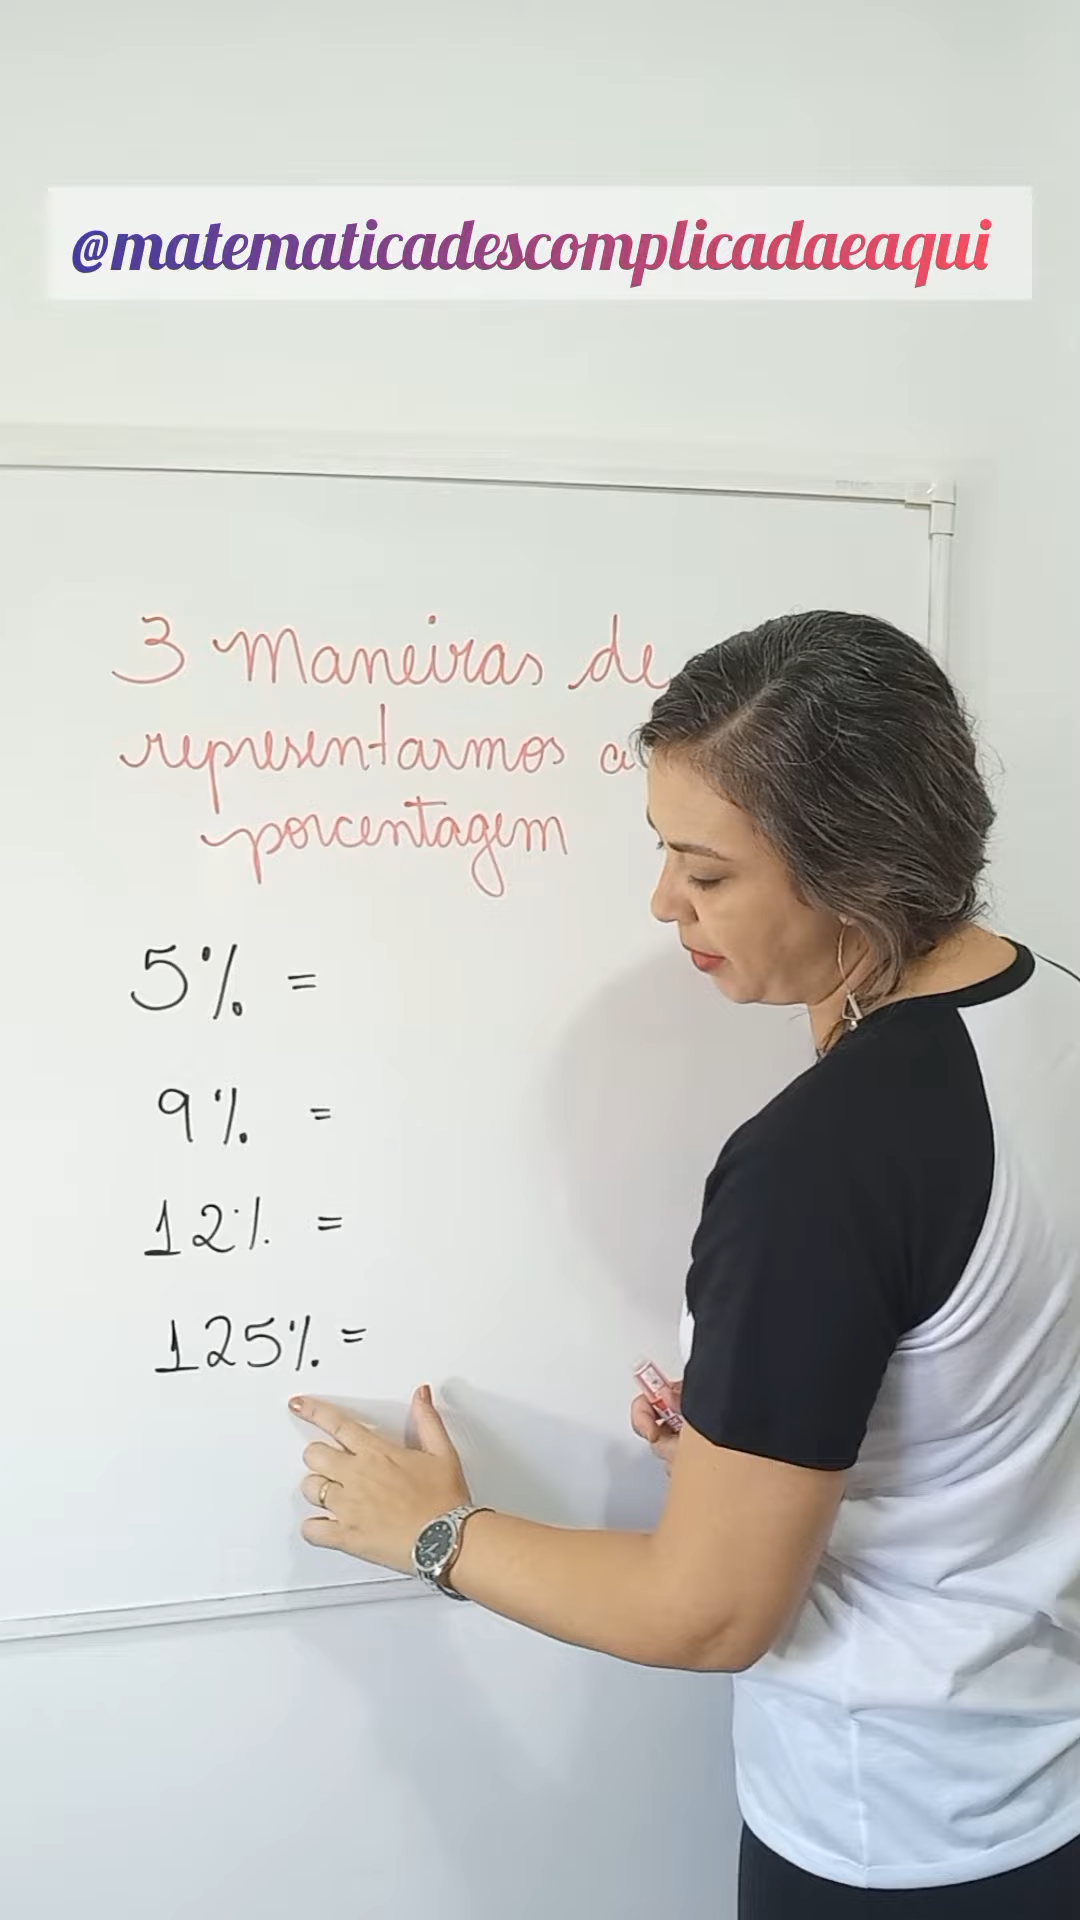 @matematicadescomplicadaeaqui
3 Maneiras de
representarmos a
porcentagem
5% =
9% =
12% =
125% =